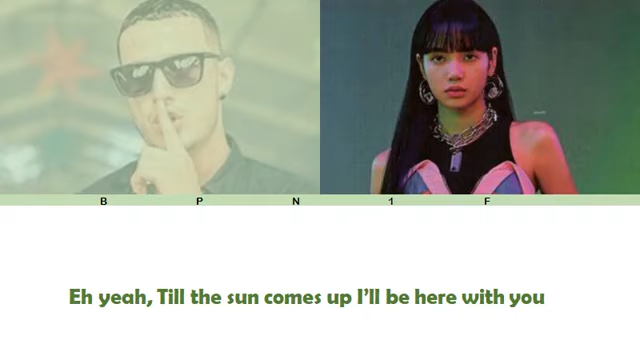 B P N 1 F
Eh yeah, Till the sun comes up I’ll be here with you